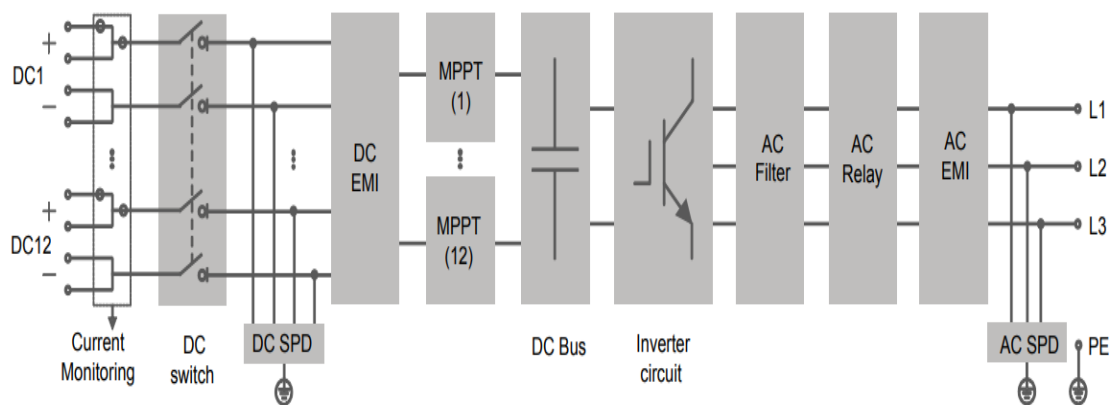 +
DC1
−
+
DC12
−
Current
Monitoring
DC
switch
DC SPD
DC
EMI
MPPT
(1)
MPPT
(12)
DC Bus
Inverter
circuit
AC
Filter
AC
Relay
AC
EMI
L1
L2
L3
AC SPD
PE